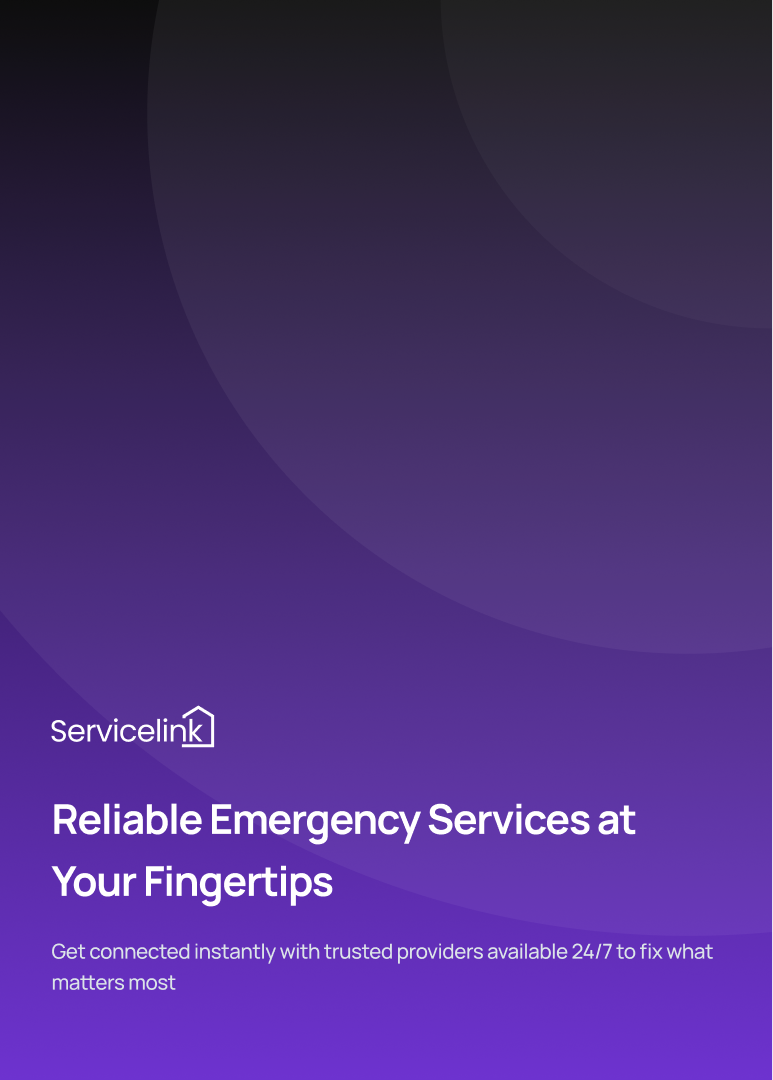 Servicelink
Reliable Emergency Services at
Your Fingertips
Get connected instantly with trusted providers available 24/7 to fix what
matters most